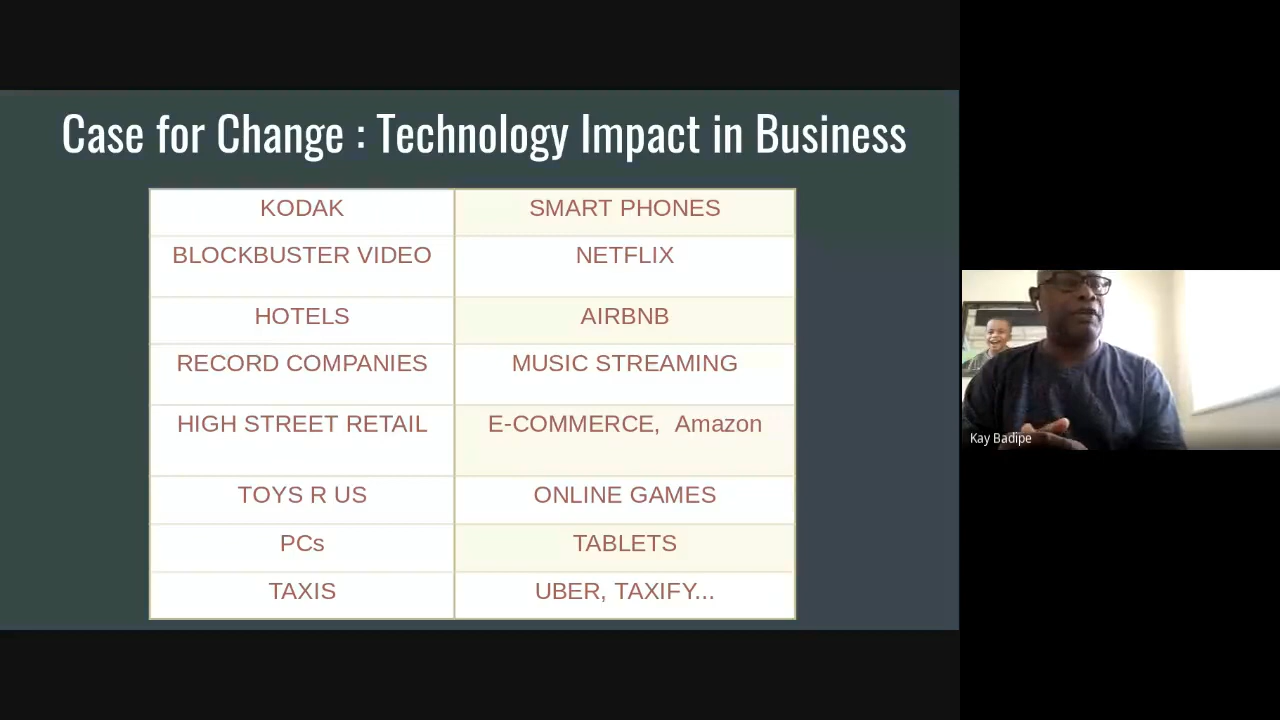 Case for Change : Technology Impact in Business
KODAK
SMART PHONES
BLOCKBUSTER VIDEO
NETFLIX
HOTELS
AIRBNB
RECORD COMPANIES
MUSIC STREAMING
HIGH STREET RETAIL
E-COMMERCE, Amazon
TOYS R US
ONLINE GAMES
PCs
TABLETS
TAXIS
UBER, TAXIFY...
Kay Badipe